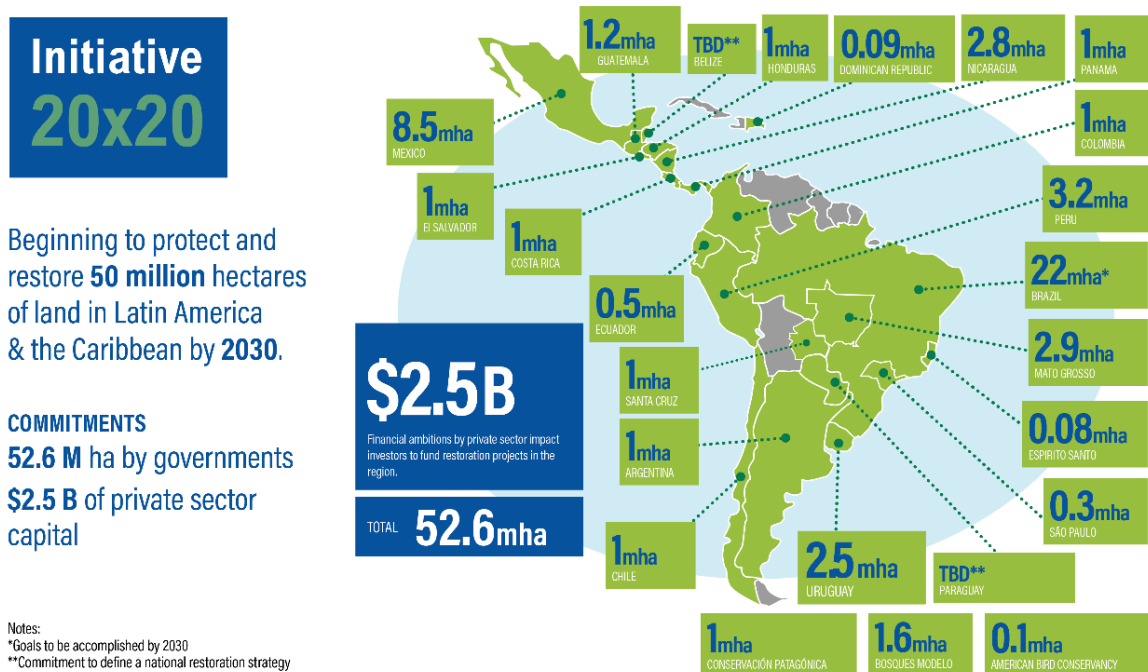 Initiative
20x20
Beginning to protect and
restore 50 million hectares
of land in Latin America
& the Caribbean by 2030.
COMMITMENTS
52.6 M ha by governments
$2.5 B of private sector
capital
Notes:
*Goals to be accomplished by 2030
**Commitment to define a national restoration strategy
$2.5B
Financial ambitions by private sector impact
investors to fund restoration projects in the
region.
TOTAL 52.6mha
1.2mha
GUATEMALA
TBD**
BELIZE
1mha
HONDURAS
0.09mha
DOMINICAN REPUBLIC
2.8mha
NICARAGUA
1mha
PANAMA
8.5mha
MEXICO
1mha
COLOMBIA
1mha
El SALVADOR
1mha
COSTA RICA
3.2mha
PERU
0.5mha
ECUADOR
22mha*
BRAZIL
1mha
SANTA CRUZ
2.9mha
MATO GROSSO
1mha
ARGENTINA
0.08mha
ESPIRITO SANTO
0.3mha
SÃO PAULO
1mha
CHILE
2.5mha
URUGUAY
TBD**
PARAGUAY
1mha
CONSERVACIÓN PATAGÓNICA
1.6mha
BOSQUES MODELO
0.1mha
AMERICAN BIRD CONSERVANCY